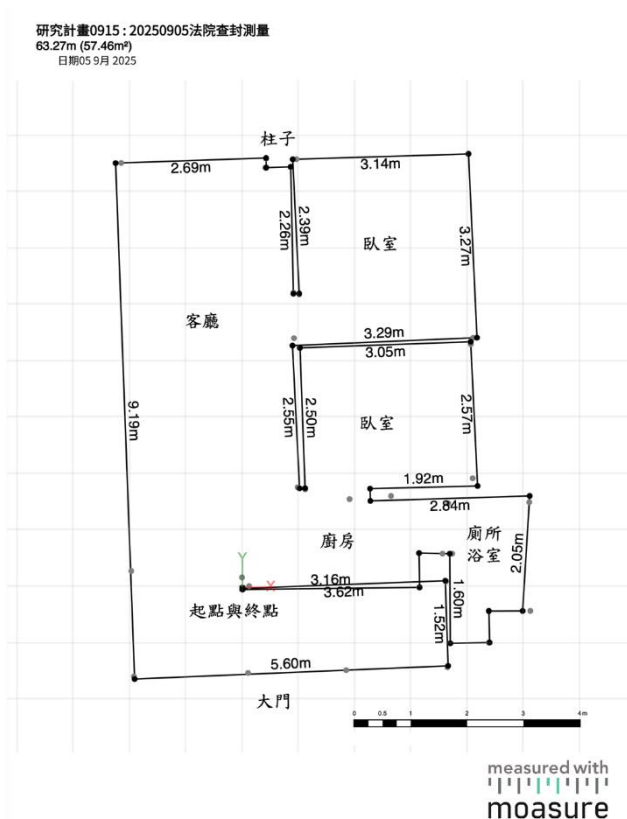 研究計畫0915 : 20250905法院查封測量
63.27m (57.46m²)
日期05 9月 2025
柱子
2.69m
3.14m
2.26m
2.39m
臥室
3.27m
客廳
3.29m
3.05m
9.19m
2.55m
2.50m
臥室
2.57m
1.92m
2.84m
廚房
廁所
浴室
2.05m
Y
X
3.16m
3.62m
起點與終點
1.52m
1.60m
5.60m
大門
0 0.5 1 2 3 4 m
measured with
moasure